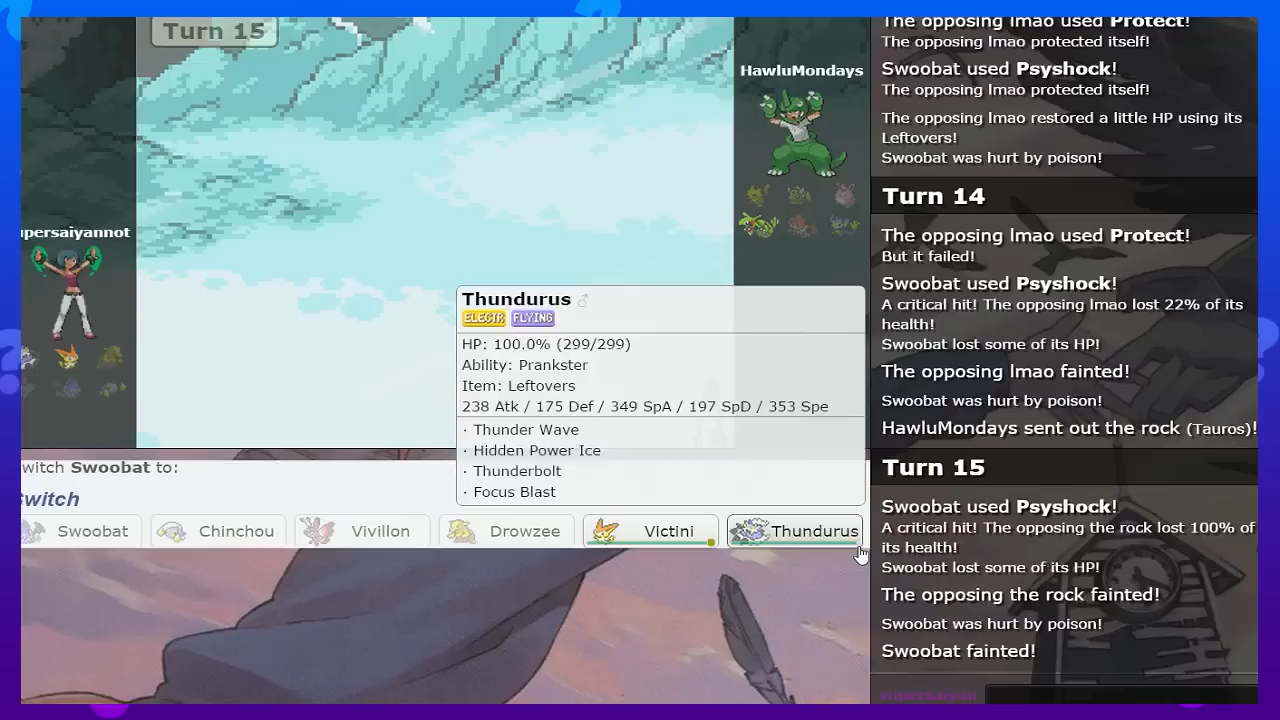 Turn 15
HawluMondays
upersaiyannot
Thundurus ♂
ELECTR FLYING
HP: 100.0% (299/299)
Ability: Prankster
Item: Leftovers
238 Atk / 175 Def / 349 SpA / 197 SpD / 353 Spe
· Thunder Wave
· Hidden Power Ice
· Thunderbolt
· Focus Blast
witch Swoobat to:
Switch
Swoobat Chinchou Vivillon Drowzee Victini Thundurus
The opposing lmao used Protect!
The opposing lmao protected itself!
Swoobat used Psyshock!
The opposing lmao protected itself!
The opposing lmao restored a little HP using its
Leftovers!
Swoobat was hurt by poison!
Turn 14
The opposing lmao used Protect!
But it failed!
Swoobat used Psyshock!
A critical hit! The opposing lmao lost 22% of its
health!
Swoobat lost some of its HP!
The opposing lmao fainted!
Swoobat was hurt by poison!
HawluMondays sent out the rock (Tauros)!
Turn 15
Swoobat used Psyshock!
A critical hit! The opposing the rock lost 100% of
its health!
Swoobat lost some of its HP!
The opposing the rock fainted!
Swoobat was hurt by poison!
Swoobat fainted!